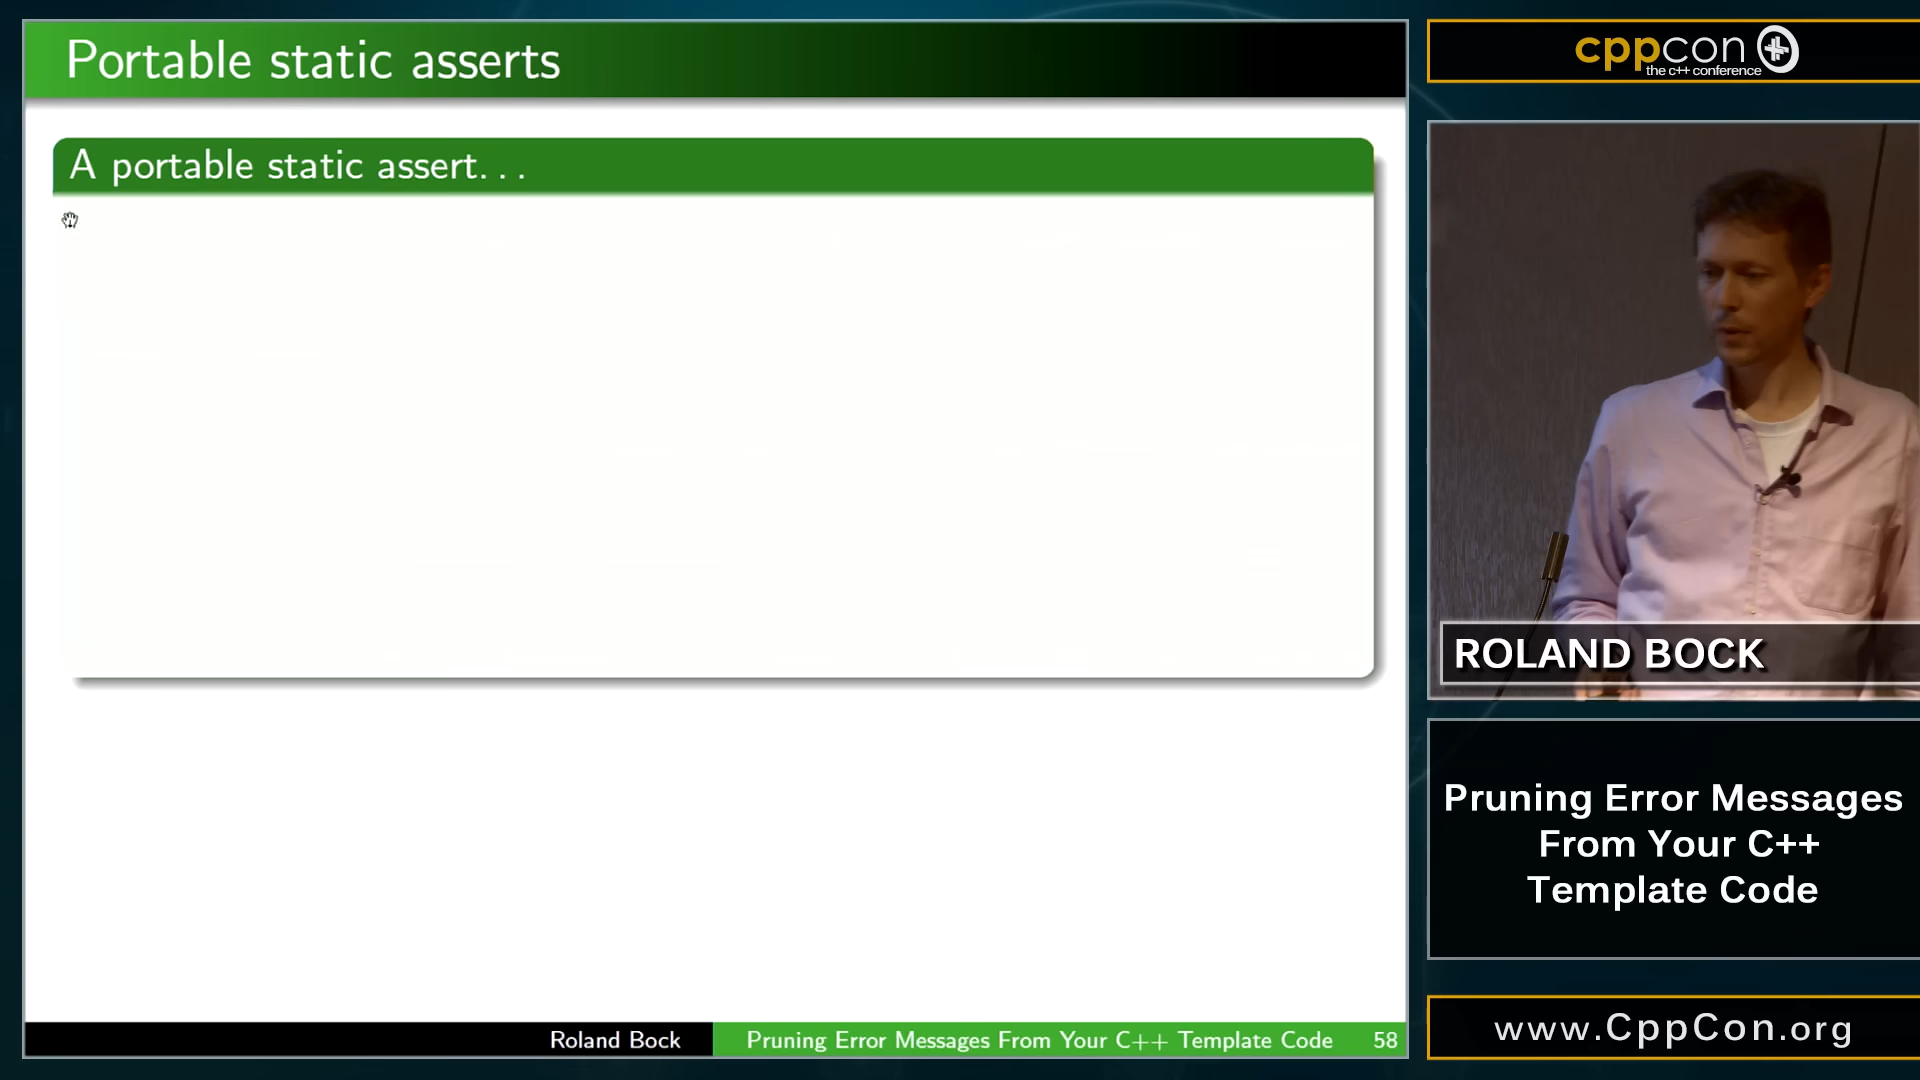 Portable static asserts
A portable static assert. . .
Roland Bock
Pruning Error Messages From Your C++ Template Code
58
cppcon
the c++ conference
ROLAND BOCK
Pruning Error Messages
From Your C++
Template Code
www.CppCon.org